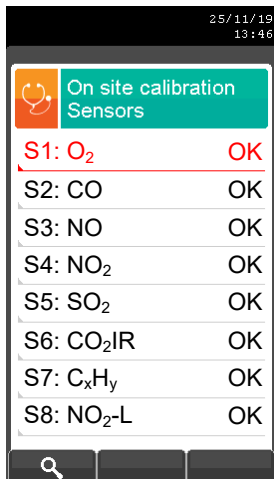 25/11/19
13:46
On site calibration
Sensors
S1: O₂ OK
S2: CO OK
S3: NO OK
S4: NO₂ OK
S5: SO₂ OK
S6: CO₂IR OK
S7: CₓHᵧ OK
S8: NO₂-L OK